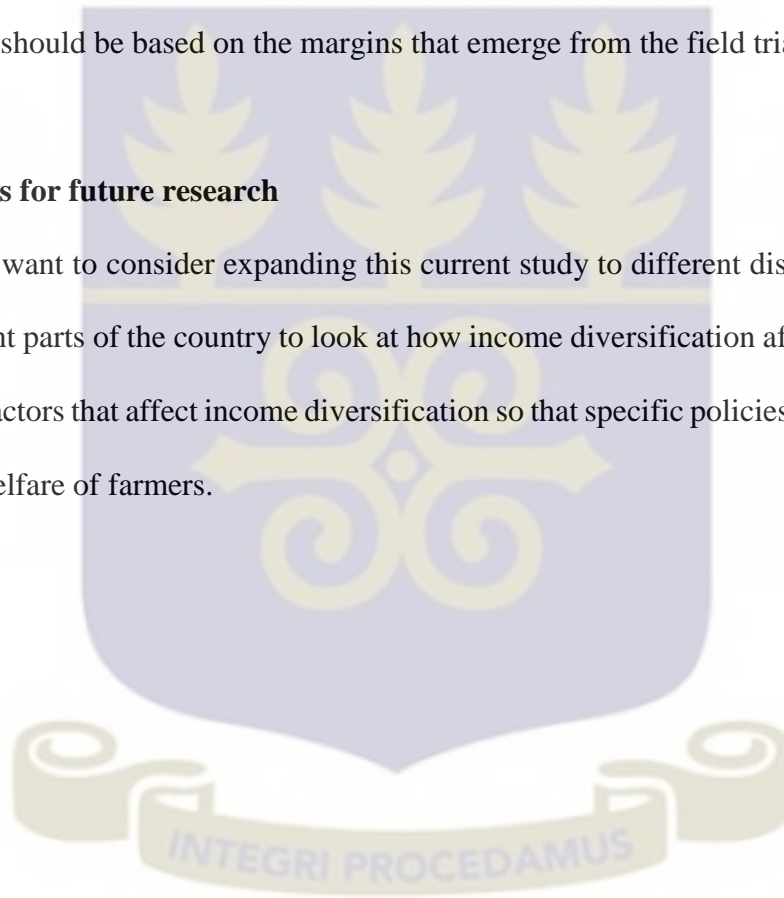 should be based on the margins that emerge from the field tria
s for future research
want to consider expanding this current study to different dis
nt parts of the country to look at how income diversification af
actors that affect income diversification so that specific policies
elfare of farmers.
INTEGRI PROCEDAMUS